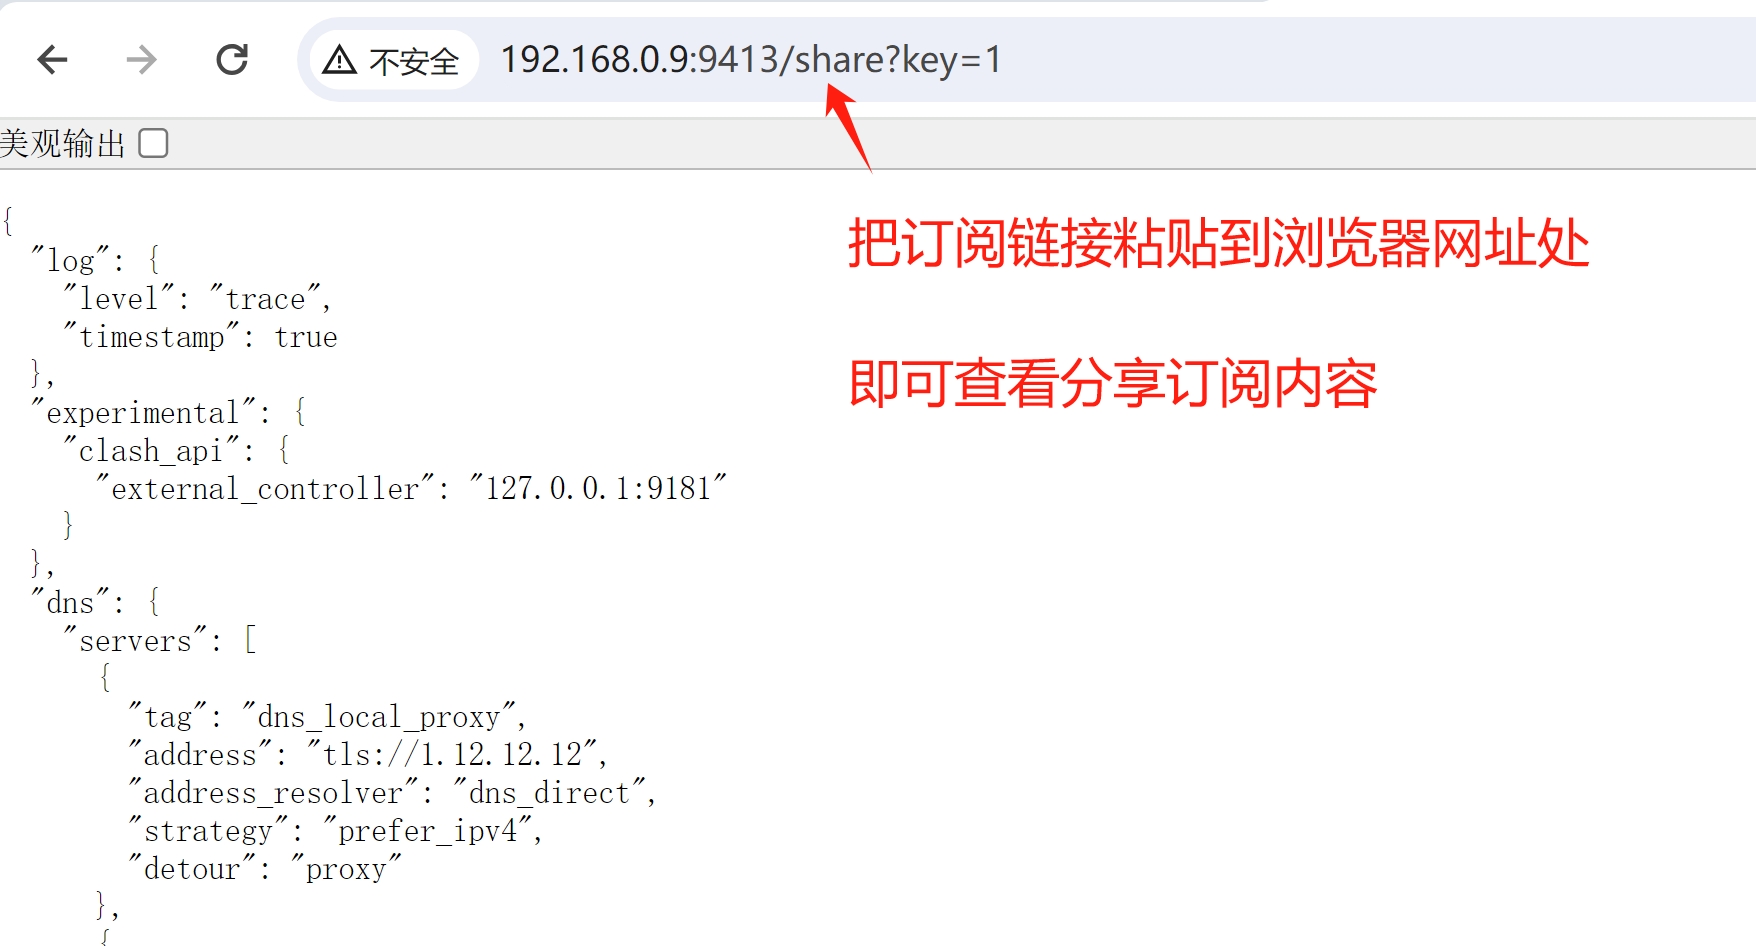 不安全 192.168.0.9:9413/share?key=1
美观输出
把订阅链接粘贴到浏览器网址处
即可查看分享订阅内容
{
"log": {
"level": "trace",
"timestamp": true
},
"experimental": {
"clash_api": {
"external_controller": "127.0.0.1:9181"
}
},
"dns": {
"servers": [
{
"tag": "dns_local_proxy",
"address": "tls://1.12.12.12",
"address_resolver": "dns_direct",
"strategy": "prefer_ipv4",
"detour": "proxy"
},
{